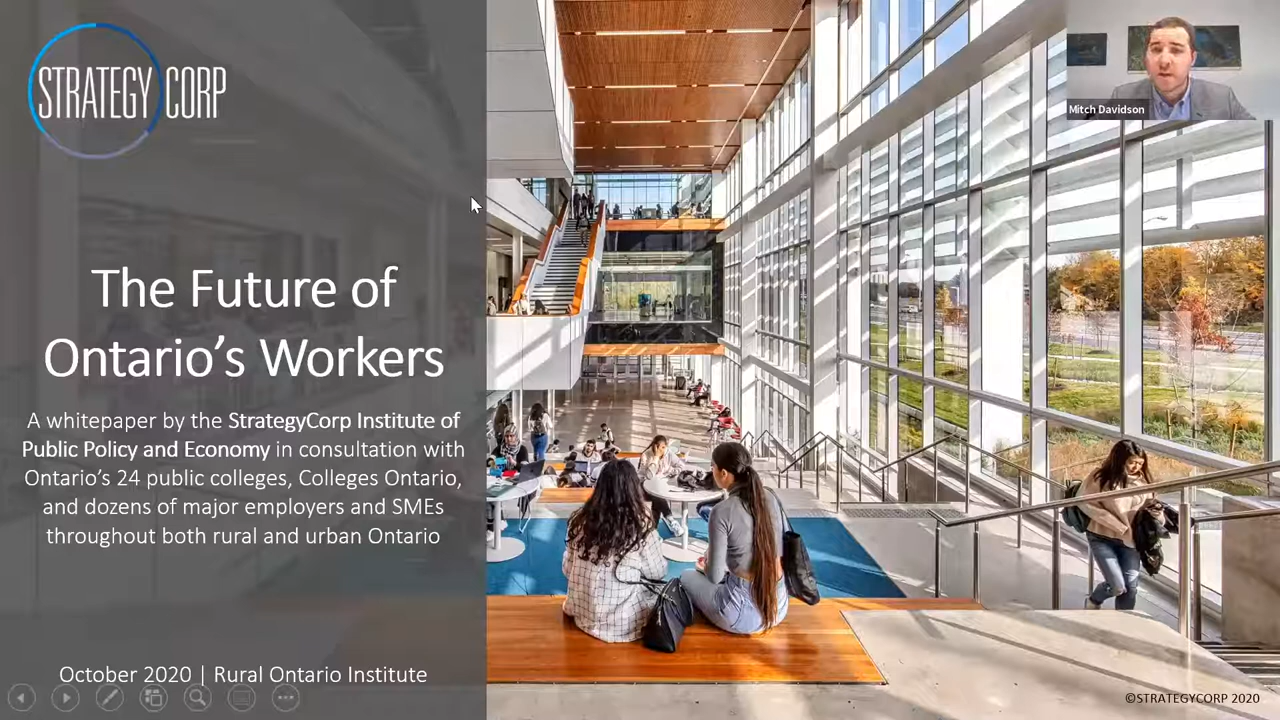 STRATEGY CORP
Mitch Davidson
The Future of
Ontario's Workers
A whitepaper by the StrategyCorp Institute of
Public Policy and Economy in consultation with
Ontario's 24 public colleges, Colleges Ontario,
and dozens of major employers and SMEs
throughout both rural and urban Ontario
October 2020 | Rural Ontario Institute
©STRATEGYCORP 2020